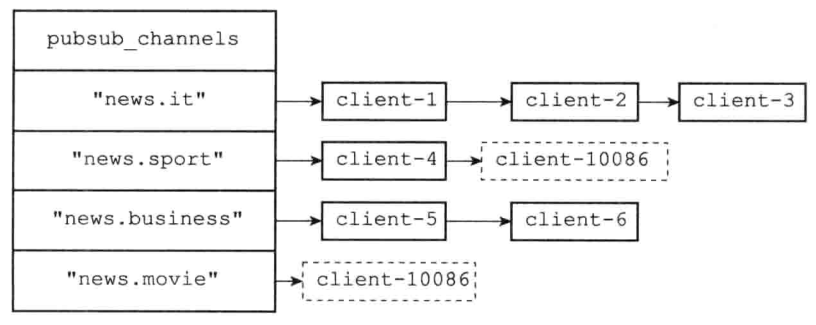 pubsub_channels
"news.it" client-1 client-2 client-3
"news.sport" client-4 client-10086
"news.business" client-5 client-6
"news.movie" client-10086